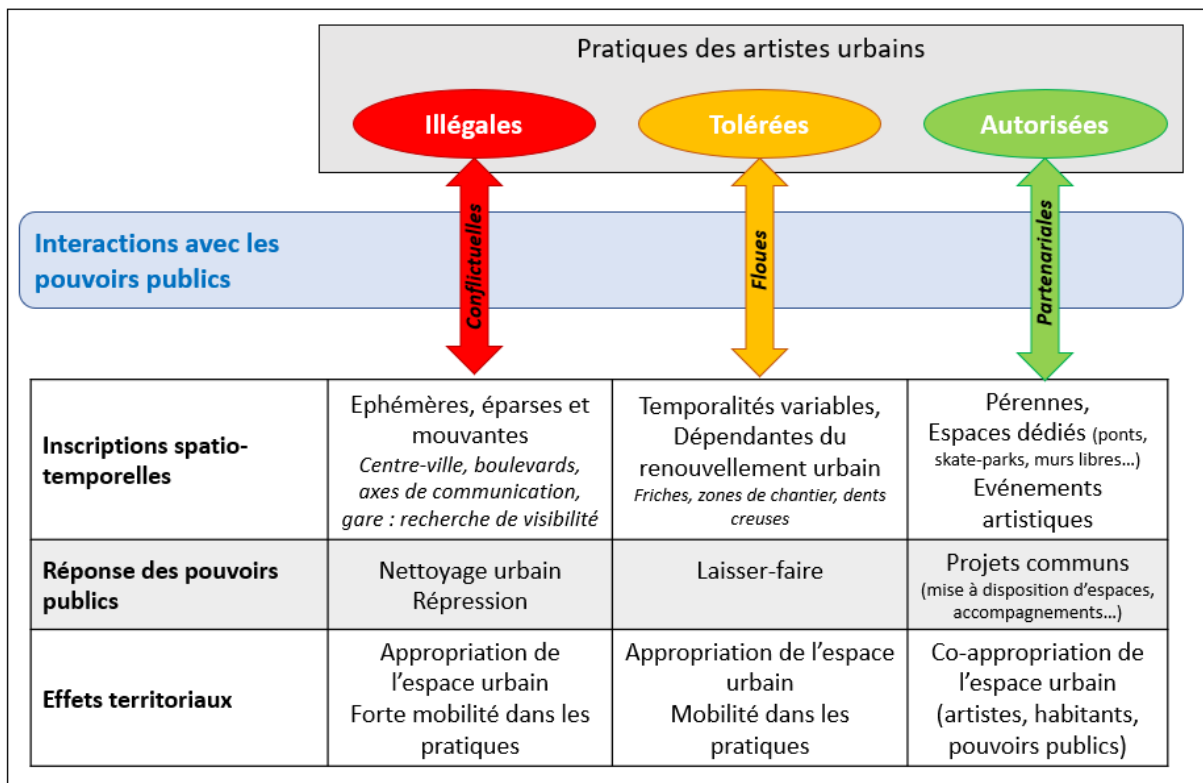 Pratiques des artistes urbains
Illégales
Tolérées
Autorisées
Interactions avec les
pouvoirs publics
Conflictuelles
Floues
Partenariales
Inscriptions spatio-
temporelles
Ephémères, éparses et
mouvantes
Centre-ville, boulevards,
axes de communication,
gare : recherche de visibilité
Temporalités variables,
Dépendantes du
renouvellement urbain
Friches, zones de chantier, dents
creuses
Pérennes,
Espaces dédiés (ponts,
skate-parks, murs libres…)
Evénements
artistiques
Réponse des pouvoirs
publics
Nettoyage urbain
Répression
Laisser-faire
Projets communs
(mise à disposition d’espaces,
accompagnements…)
Effets territoriaux
Appropriation de
l’espace urbain
Forte mobilité dans les
pratiques
Appropriation de l’espace
urbain
Mobilité dans les
pratiques
Co-appropriation de
l’espace urbain
(artistes, habitants,
pouvoirs publics)